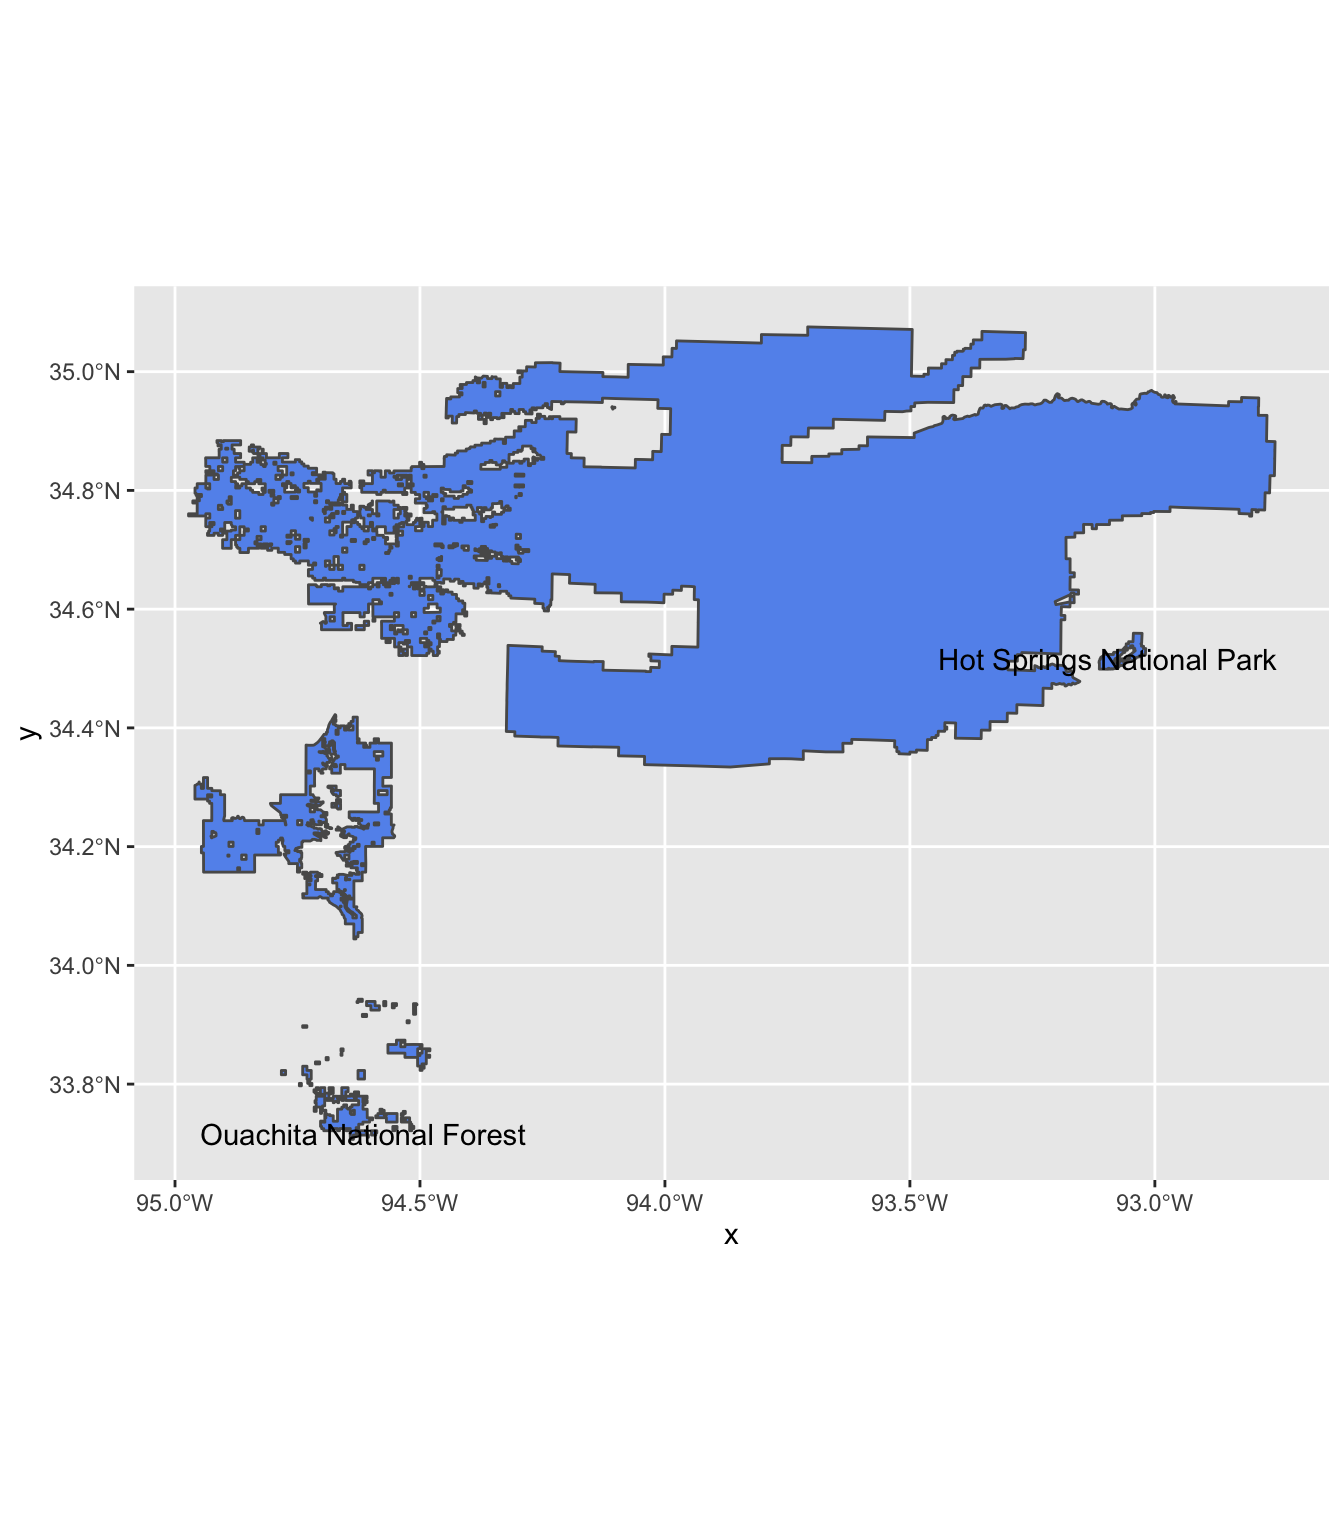 35.0°N
34.8°N
34.6°N
Hot Springs National Park
34.4°N
y
34.2°N
34.0°N
33.8°N
Ouachita National Forest
95.0°W 94.5°W 94.0°W 93.5°W 93.0°W
x